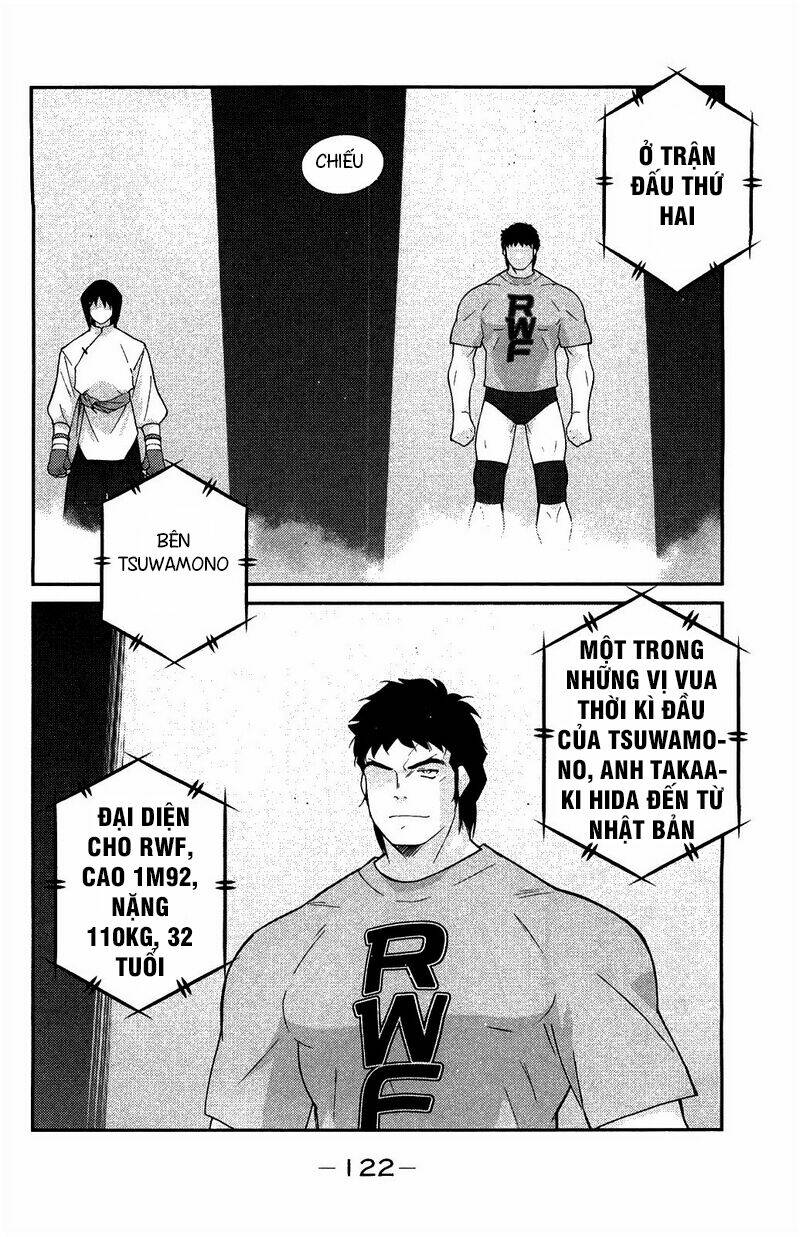 Ở TRẬN
ĐẤU THỨ
HAI
CHIẾU
RWF
BÊN
TSUWAMONO
MỘT TRONG
NHỮNG VỊ VUA
THỜI KÌ ĐẦU
CỦA TSUWAMO-
NO, ANH TAKAA-
KI HIDA ĐẾN TỪ
NHẬT BẢN
ĐẠI DIỆN
CHO RWF,
CAO 1M92,
NẶNG
110KG, 32
TUỔI
RWF
-122-